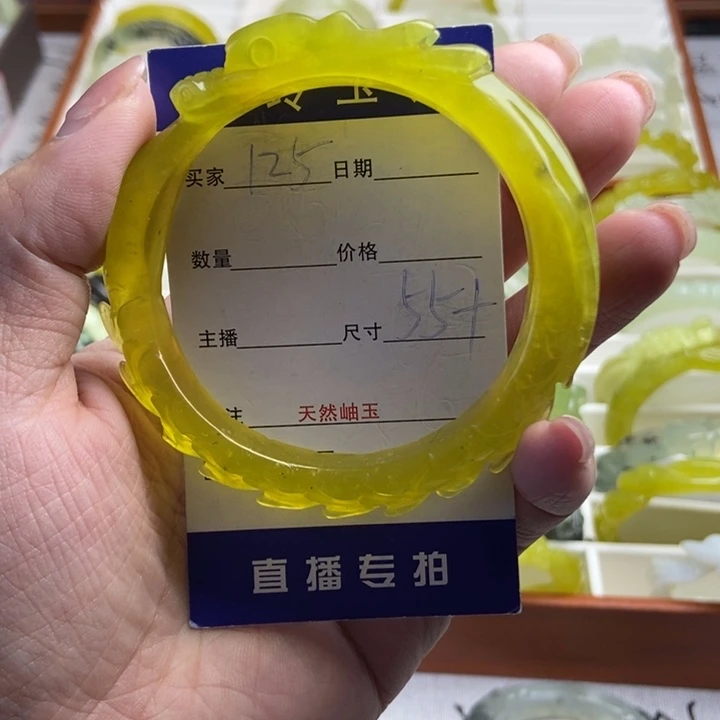 买家 125 日期
数量 价格
主播 尺寸 55+
注 天然岫玉
直播专拍